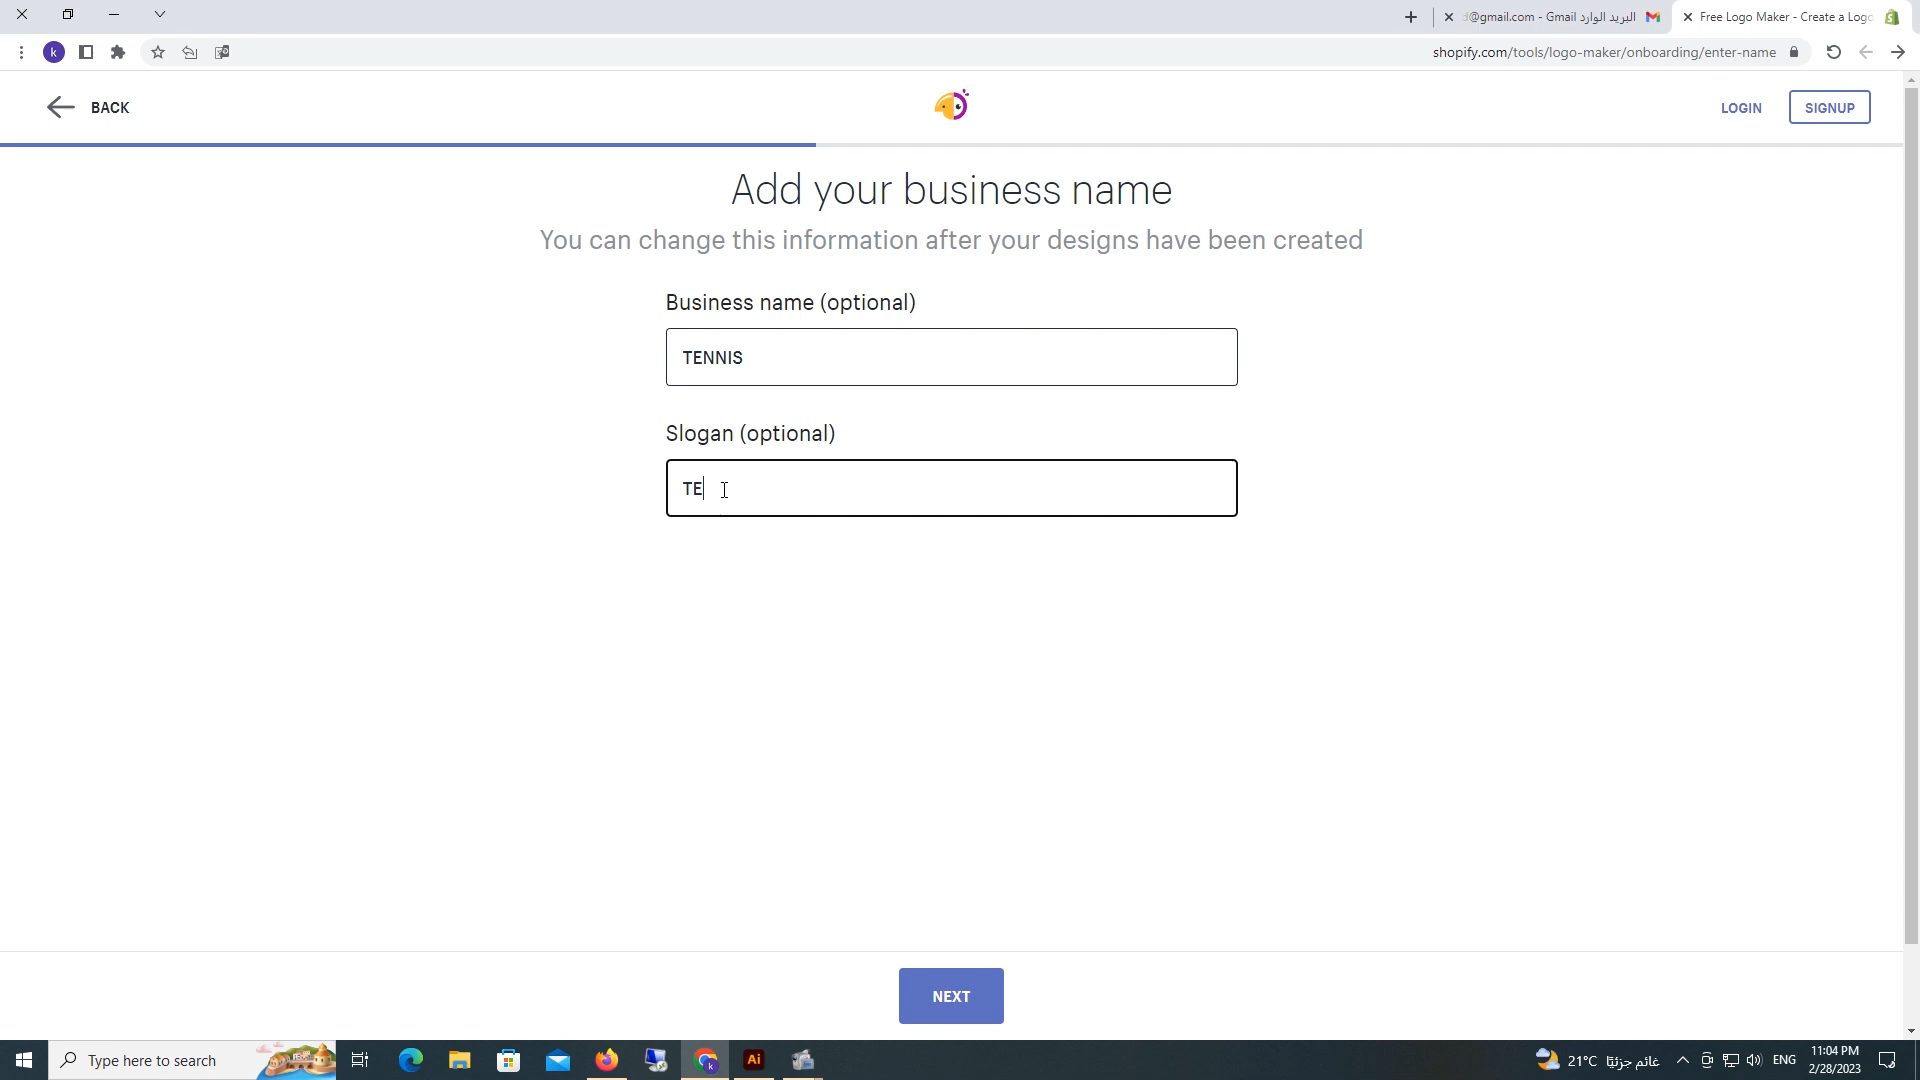 @gmail.com - Gmail البريد الوارد
Free Logo Maker - Create a Logo
k
shopify.com/tools/logo-maker/onboarding/enter-name
BACK
LOGIN
SIGNUP
Add your business name
You can change this information after your designs have been created
Business name (optional)
TENNIS
Slogan (optional)
TE
NEXT
Type here to search
k
Ai
21°C غائم جزئيًا
ENG
11:04 PM
2/28/2023